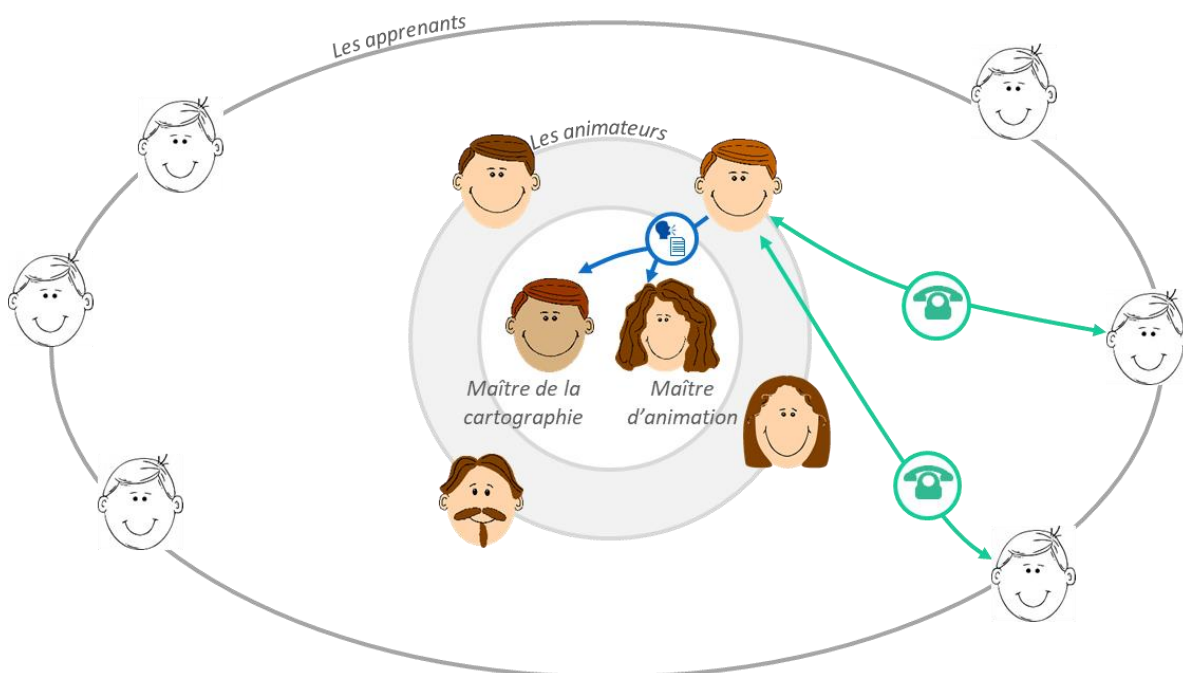 Les apprenants
Les animateurs
Maître de la
cartographie
Maître
d’animation